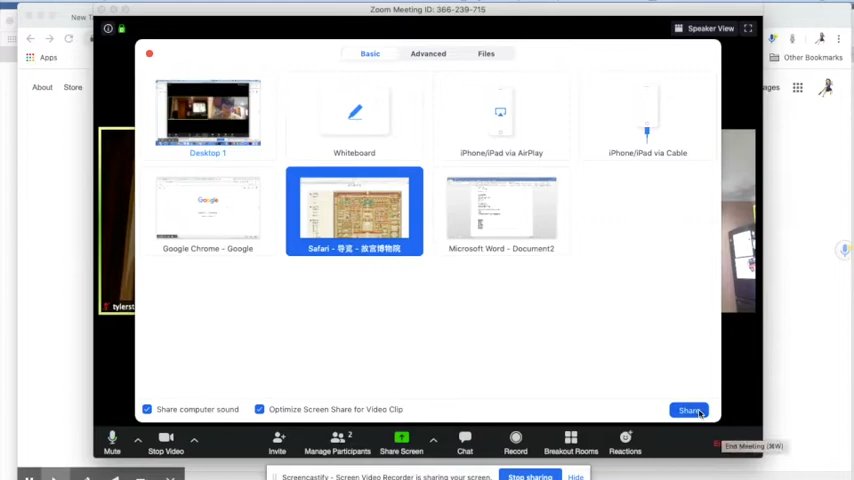 Zoom Meeting ID: 366-239-715
New T
Speaker View
Apps
Other Bookmarks
Basic
Advanced
Files
About
Store
ages
Desktop 1
Whiteboard
iPhone/iPad via AirPlay
iPhone/iPad via Cable
Google Chrome - Google
Safari - 导览 - 故宫博物院
Microsoft Word - Document2
tylerst
Share computer sound
Optimize Screen Share for Video Clip
Share
Mute
Stop Video
Invite
2
Manage Participants
Share Screen
Chat
Record
Breakout Rooms
Reactions
End Meeting (⌘W)
Screencastify - Screen Video Recorder is sharing your screen.
Stop sharing
Hide